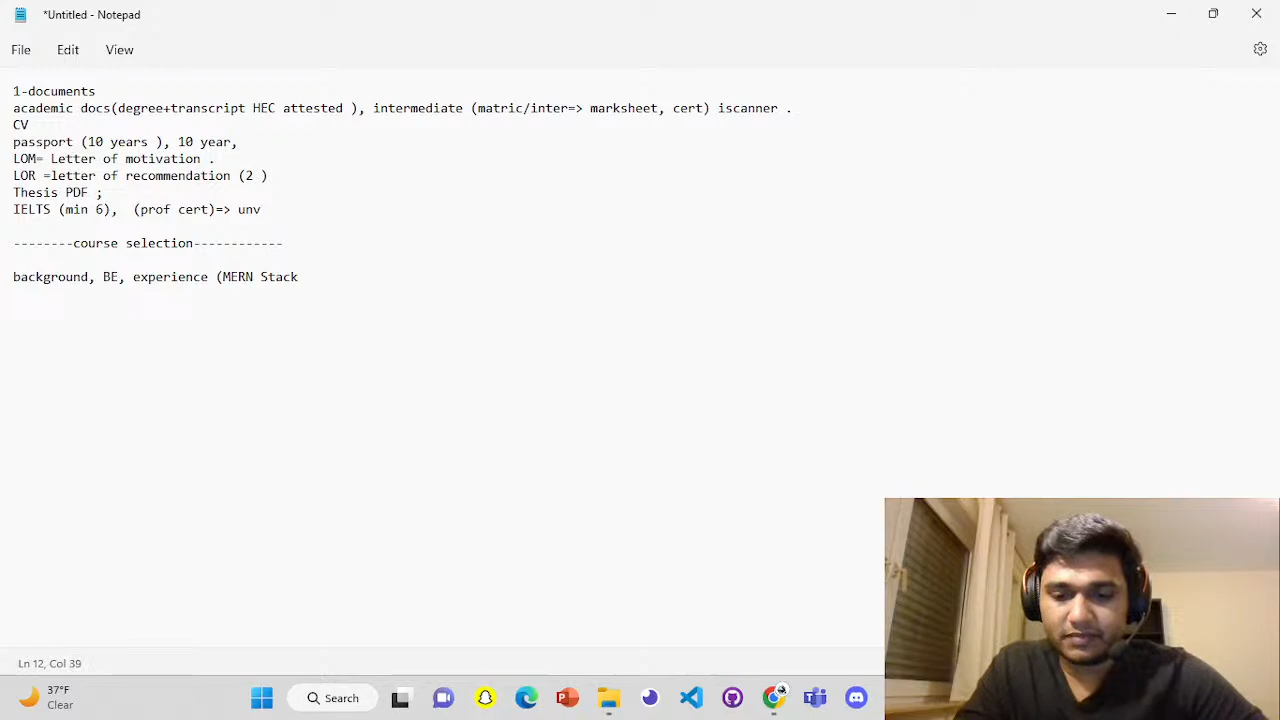 *Untitled - Notepad
File Edit View
1-documents
academic docs(degree+transcript HEC attested ), intermediate (matric/inter=> marksheet, cert) iscanner .
CV
passport (10 years ), 10 year,
LOM= Letter of motivation .
LOR =letter of recommendation (2 )
Thesis PDF ;
IELTS (min 6),  (prof cert)=> unv
--------course selection------------
background, BE, experience (MERN Stack
Ln 12, Col 39
37°F
Clear
Search